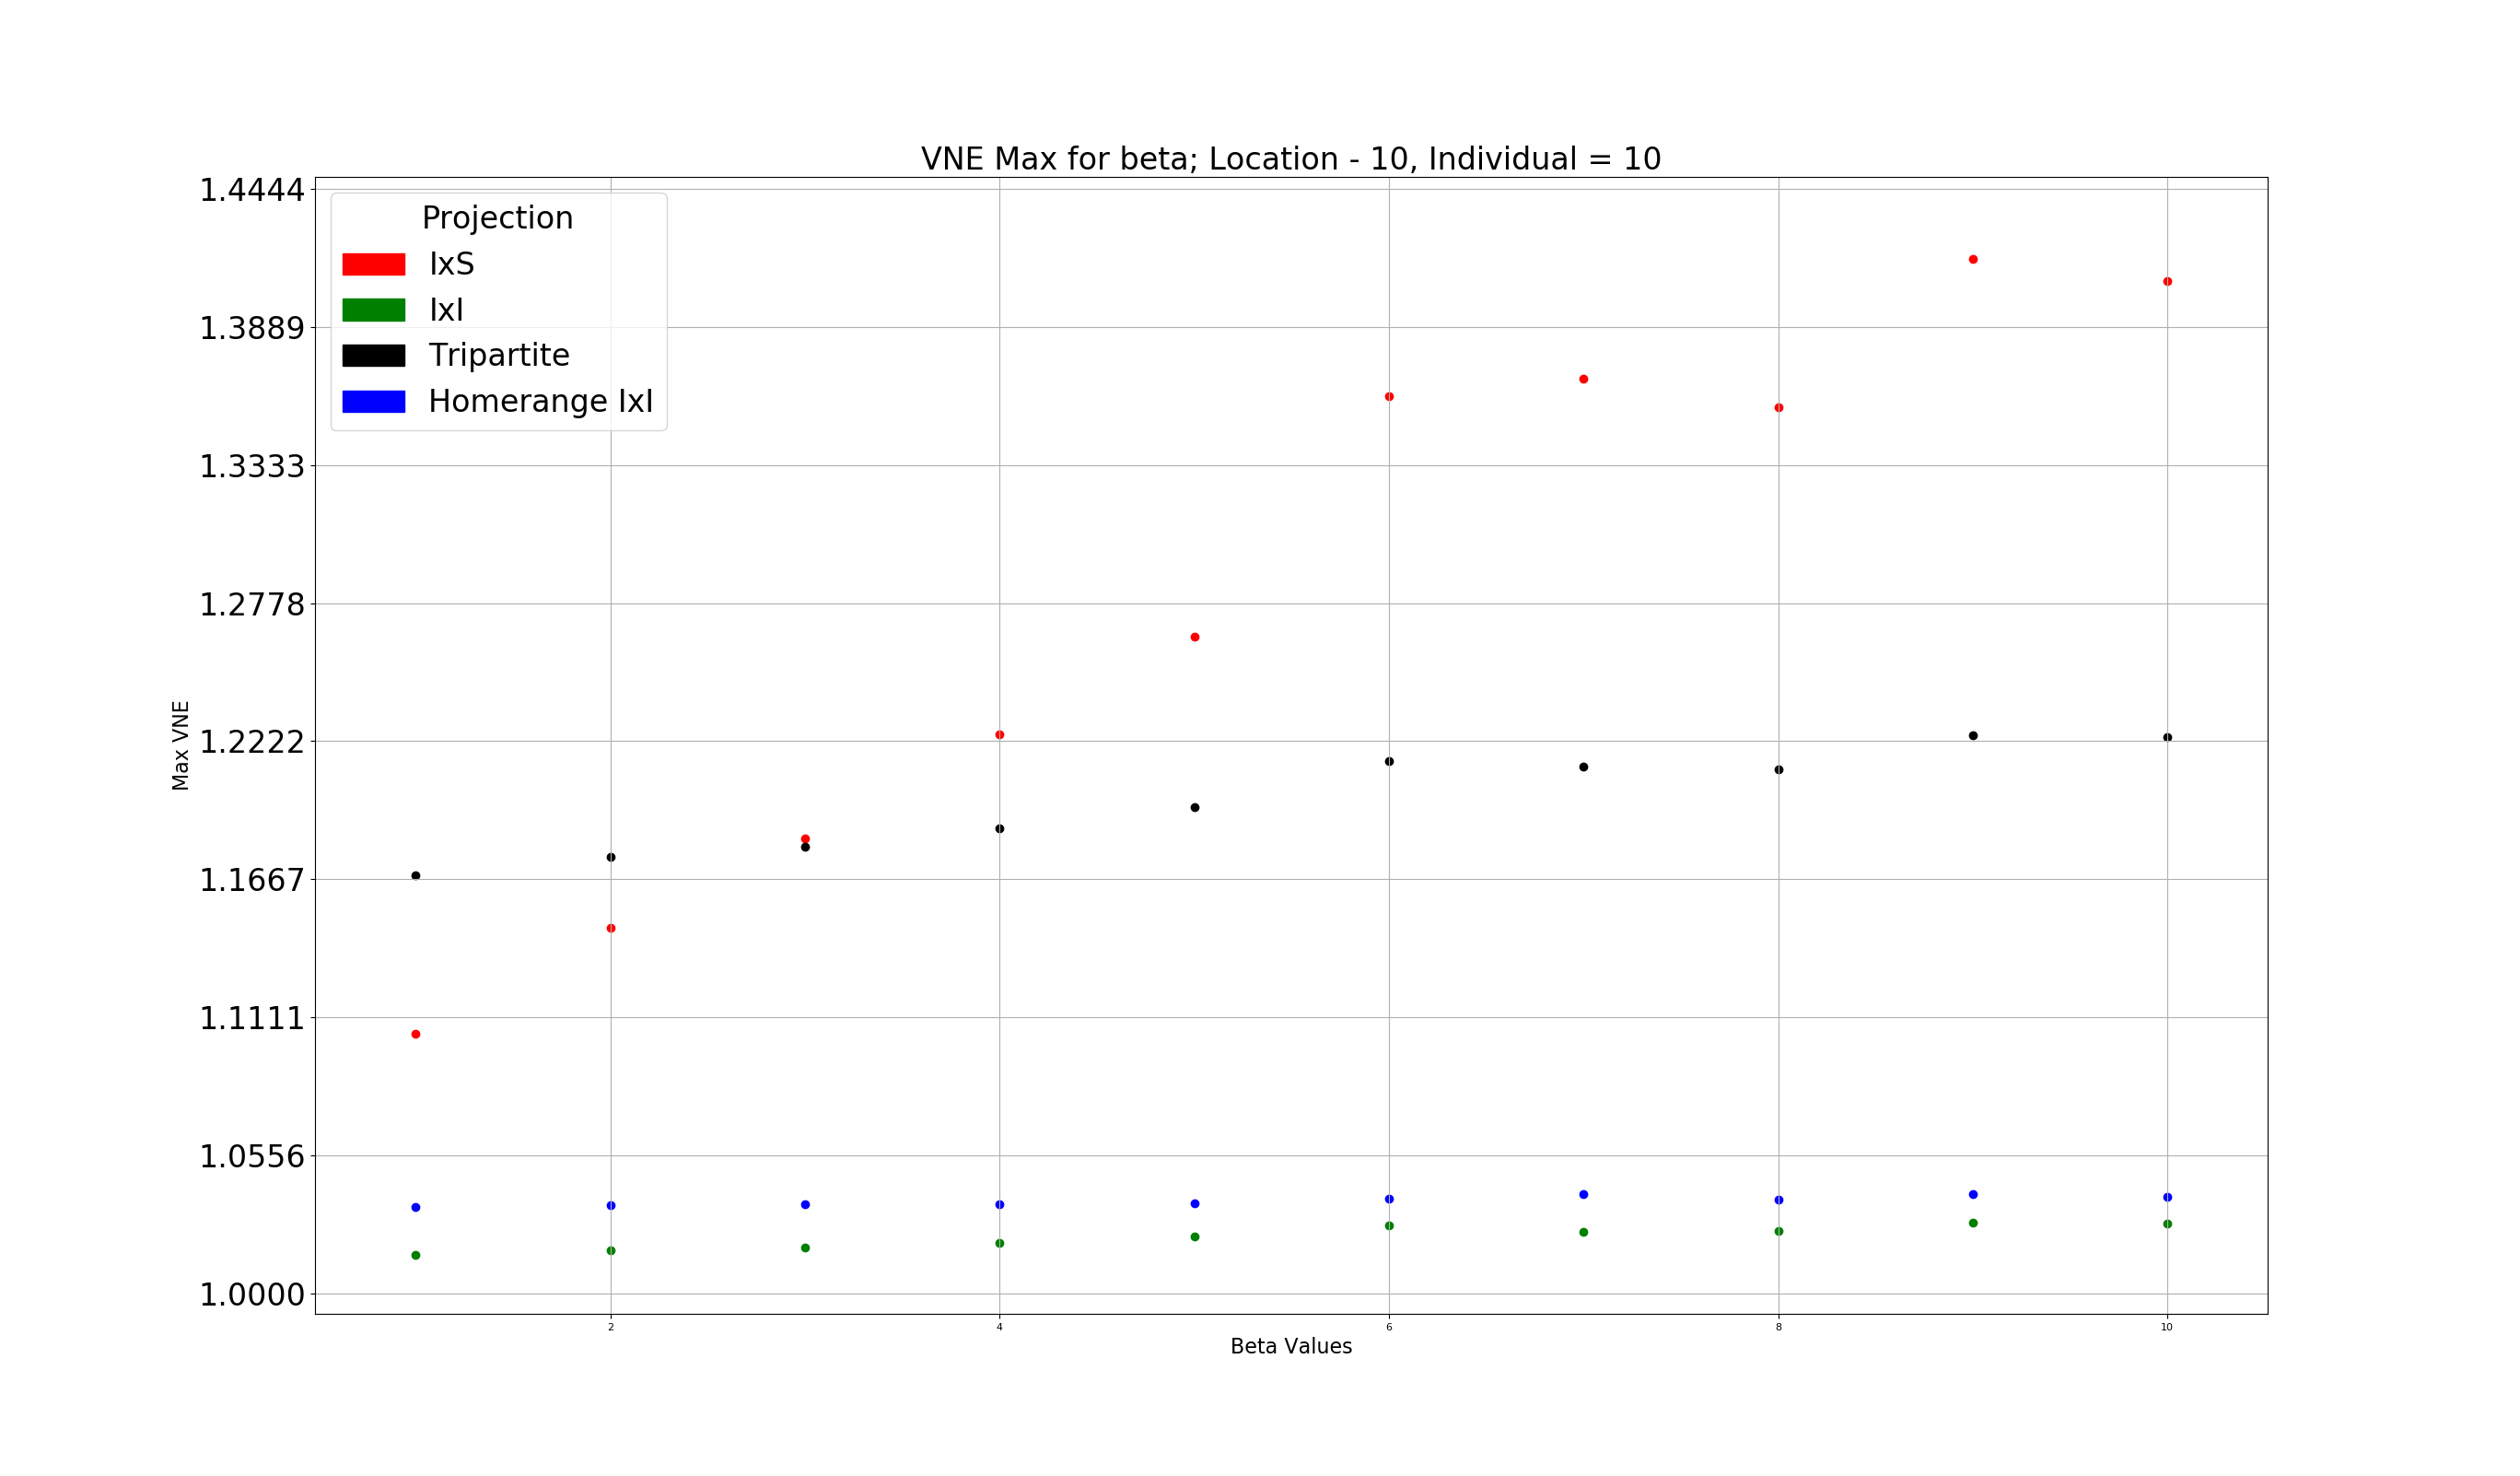 VNE Max for beta; Location - 10, Individual = 10
Projection
IxS
IxI
Tripartite
Homerange IxI
Max VNE
1.4444
1.3889
1.3333
1.2778
1.2222
1.1667
1.1111
1.0556
1.0000
2 4 6 8 10
Beta Values